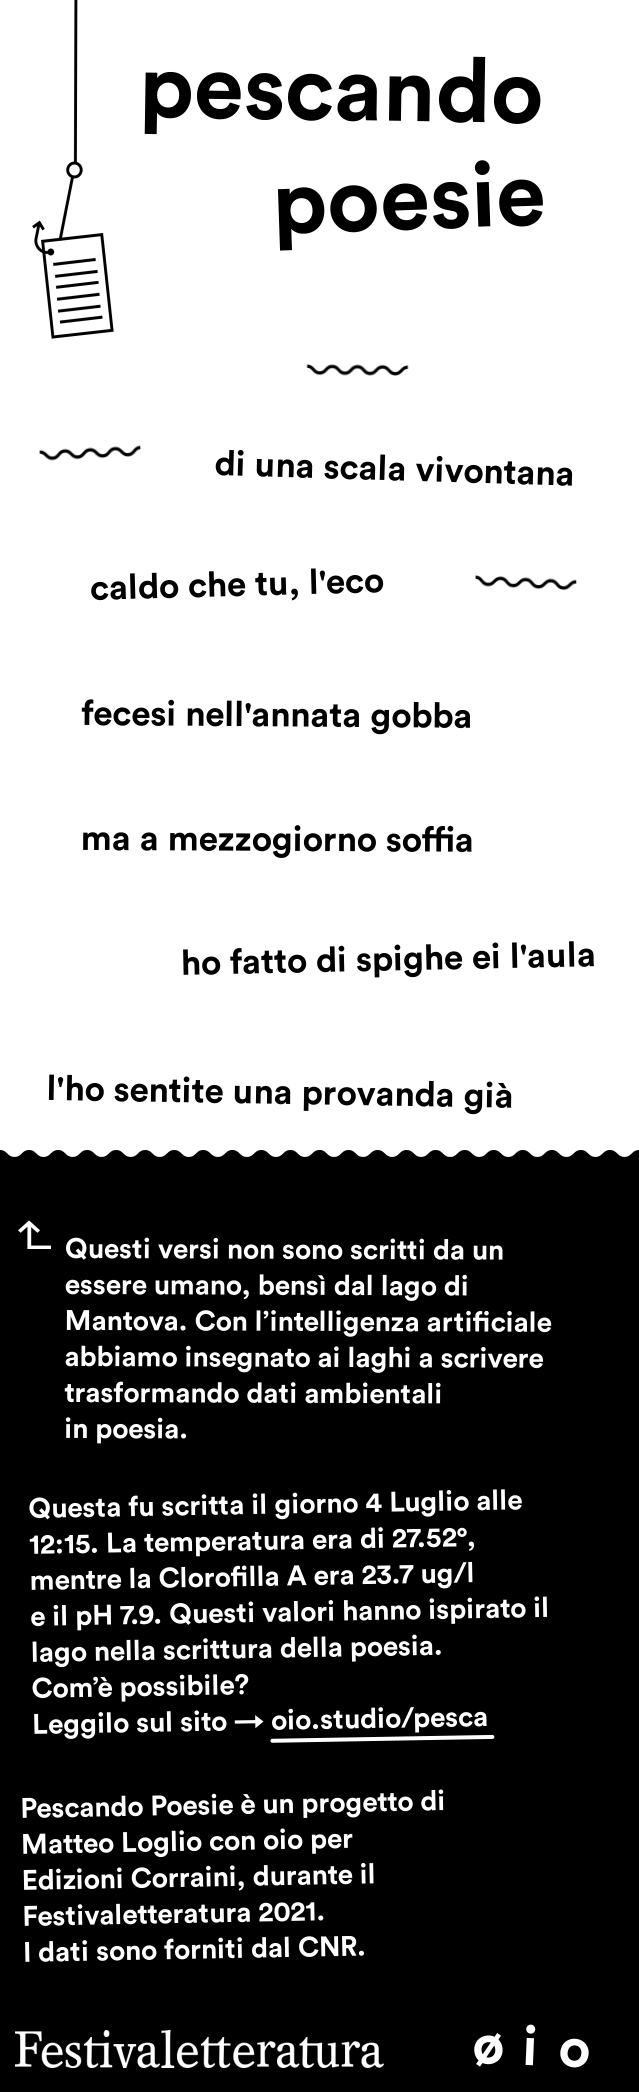 pescando
poesie
di una scala vivontana
caldo che tu, l'eco
fecesi nell'annata gobba
ma a mezzogiorno soffia
ho fatto di spighe ei l'aula
l'ho sentite una provanda già
Questi versi non sono scritti da un
essere umano, bensì dal lago di
Mantova. Con l’intelligenza artificiale
abbiamo insegnato ai laghi a scrivere
trasformando dati ambientali
in poesia.
Questa fu scritta il giorno 4 Luglio alle
12:15. La temperatura era di 27.52°,
mentre la Clorofilla A era 23.7 ug/l
e il pH 7.9. Questi valori hanno ispirato il
lago nella scrittura della poesia.
Com’è possibile?
Leggilo sul sito → oio.studio/pesca
Pescando Poesie è un progetto di
Matteo Loglio con oio per
Edizioni Corraini, durante il
Festivaletteratura 2021.
I dati sono forniti dal CNR.
Festivaletteratura ø i o